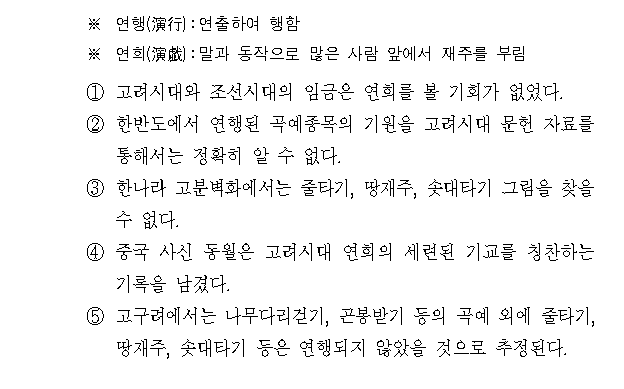 ※ 연행(演行) : 연출하여 행함
※ 연희(演戱) : 말과 동작으로 많은 사람 앞에서 재주를 부림
① 고려시대와 조선시대의 임금은 연희를 볼 기회가 없었다.
② 한반도에서 연행된 곡예종목의 기원을 고려시대 문헌 자료를
통해서는 정확히 알 수 없다.
③ 한나라 고분벽화에서는 줄타기, 땅재주, 솟대타기 그림을 찾을
수 없다.
④ 중국 사신 동월은 고려시대 연희의 세련된 기교를 칭찬하는
기록을 남겼다.
⑤ 고구려에서는 나무다리걷기, 곤봉받기 등의 곡예 외에 줄타기,
땅재주, 솟대타기 등은 연행되지 않았을 것으로 추정된다.